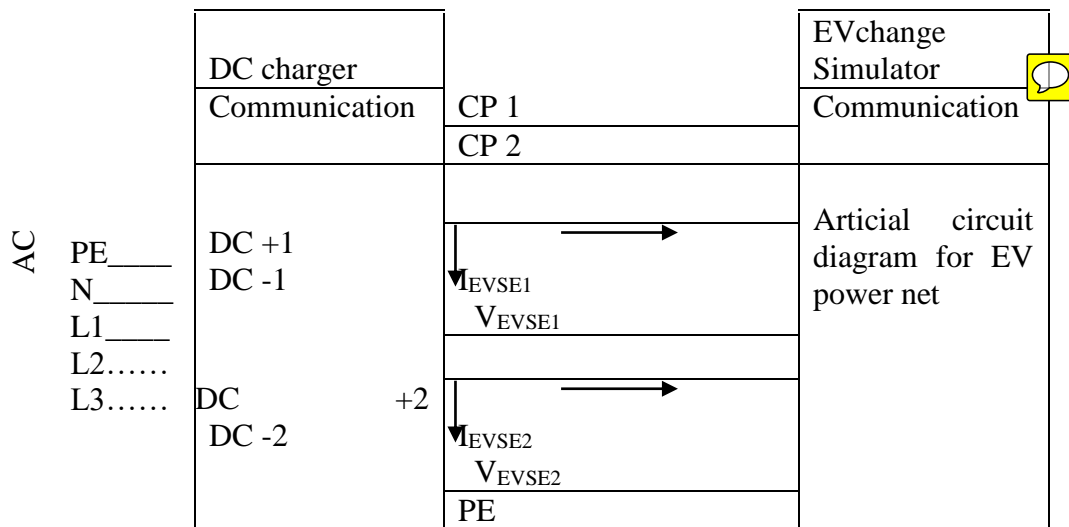 EVchange
DC charger Simulator
Communication CP 1 Communication
CP 2
AC
PE____ DC +1 Articial circuit
N_____ DC -1 IEVSE1 diagram for EV
L1____ VEVSE1 power net
L2……
L3…… DC +2
DC -2 IEVSE2
VEVSE2
PE